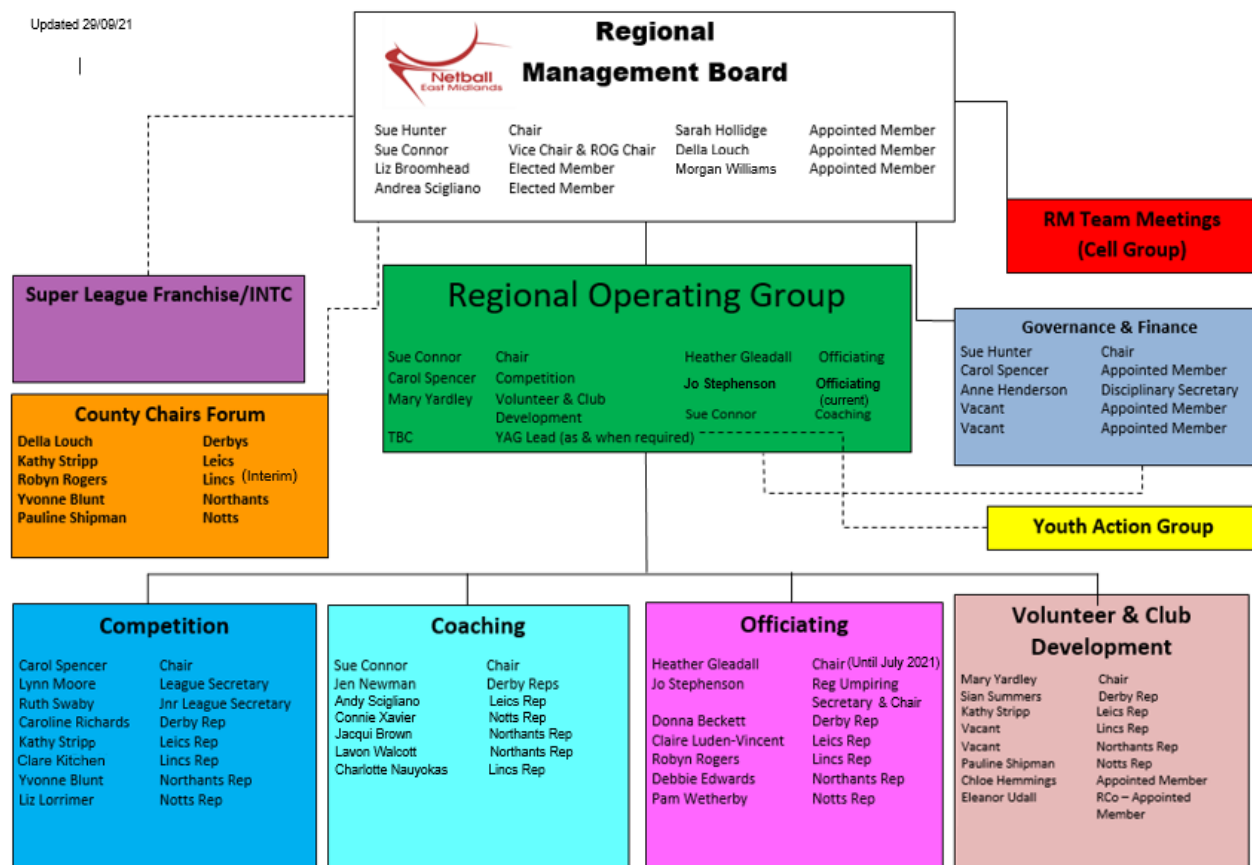 Updated 29/09/21
Regional
Management Board
Netball
East Midlands
Sue Hunter Chair Sarah Hollidge Appointed Member
Sue Connor Vice Chair & ROG Chair Della Louch Appointed Member
Liz Broomhead Elected Member Morgan Williams Appointed Member
Andrea Scigliano Elected Member
RM Team Meetings
(Cell Group)
Super League Franchise/INTC
Regional Operating Group
Sue Connor Chair Heather Gleadall Officiating
Carol Spencer Competition Jo Stephenson Officiating
(current)
Mary Yardley Volunteer & Club
Development Sue Connor Coaching
TBC YAG Lead (as & when required)
Governance & Finance
Sue Hunter Chair
Carol Spencer Appointed Member
Anne Henderson Disciplinary Secretary
Vacant Appointed Member
Vacant Appointed Member
County Chairs Forum
Della Louch Derbys
Kathy Stripp Leics
Robyn Rogers Lincs (Interim)
Yvonne Blunt Northants
Pauline Shipman Notts
Youth Action Group
Competition
Carol Spencer Chair
Lynn Moore League Secretary
Ruth Swaby Jnr League Secretary
Caroline Richards Derby Rep
Kathy Stripp Leics Rep
Clare Kitchen Lincs Rep
Yvonne Blunt Northants Rep
Liz Lorrimer Notts Rep
Coaching
Sue Connor Chair
Jen Newman Derby Reps
Andy Scigliano Leics Rep
Connie Xavier Notts Rep
Jacqui Brown Northants Rep
Lavon Walcott Northants Rep
Charlotte Nauyokas Lincs Rep
Officiating
Heather Gleadall Chair (Until July 2021)
Jo Stephenson Reg Umpiring
Secretary & Chair
Donna Beckett Derby Rep
Claire Luden-Vincent Leics Rep
Robyn Rogers Lincs Rep
Debbie Edwards Northants Rep
Pam Wetherby Notts Rep
Volunteer & Club
Development
Mary Yardley Chair
Sian Summers Derby Rep
Kathy Stripp Leics Rep
Vacant Lincs Rep
Vacant Northants Rep
Pauline Shipman Notts Rep
Chloe Hemmings Appointed Member
Eleanor Udall RCo – Appointed
Member